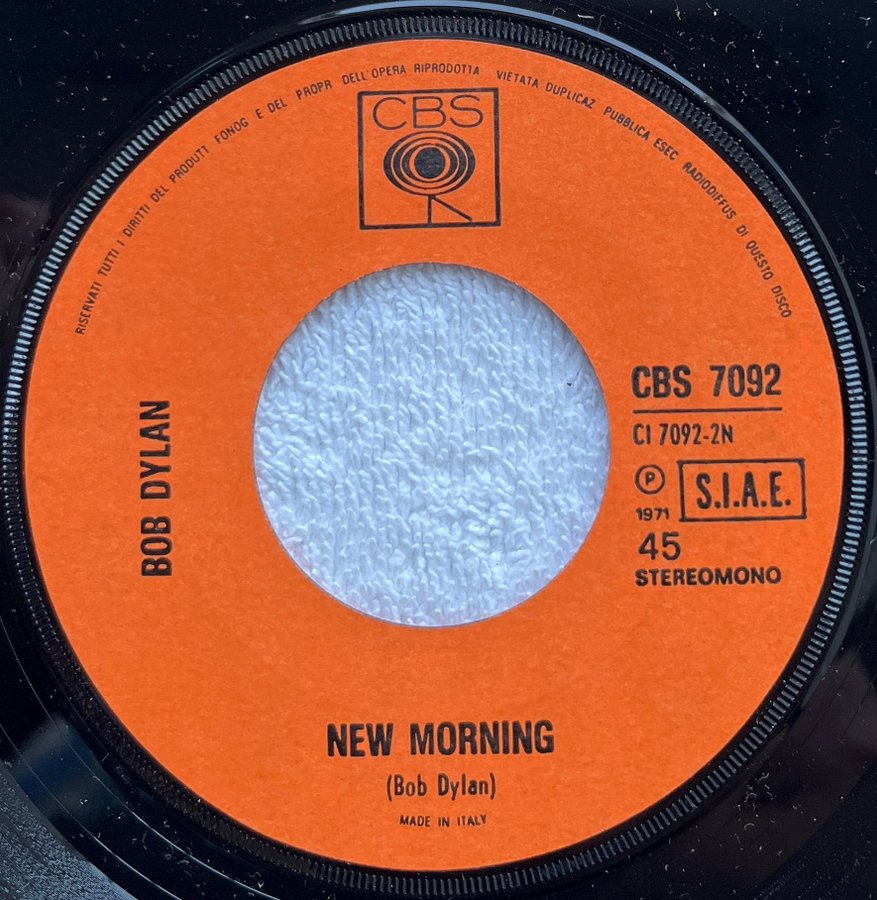 RISERVATI TUTTI I DIRITTI DEL PRODUTT FONOG E DEL PROPR DELL'OPERA RIPRODOTTA VIETATA DUPLICAZ PUBBLICA ESEC RADIODIFFUS DI QUESTO DISCO
CBS
BOB DYLAN
CBS 7092
CI 7092-2N
P S.I.A.E.
1971
45
STEREOMONO
NEW MORNING
(Bob Dylan)
MADE IN ITALY